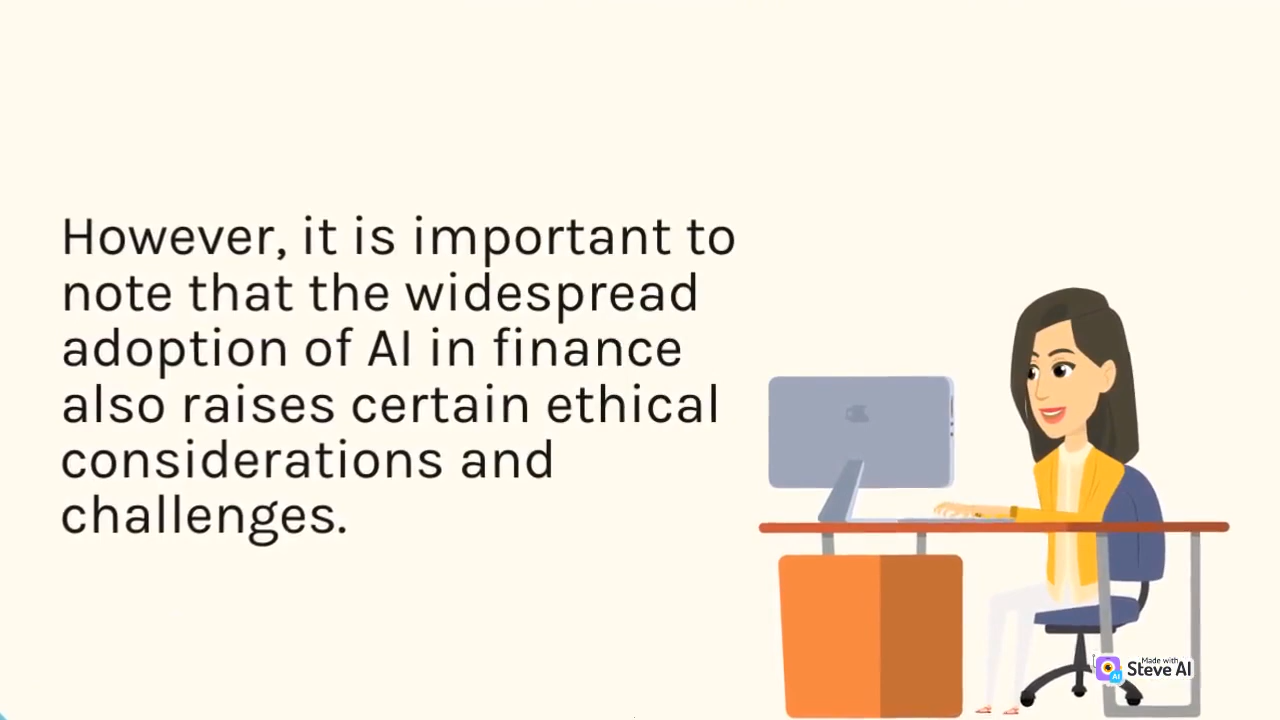 However, it is important to
note that the widespread
adoption of AI in finance
also raises certain ethical
considerations and
challenges.
Made with
Steve AI
AI